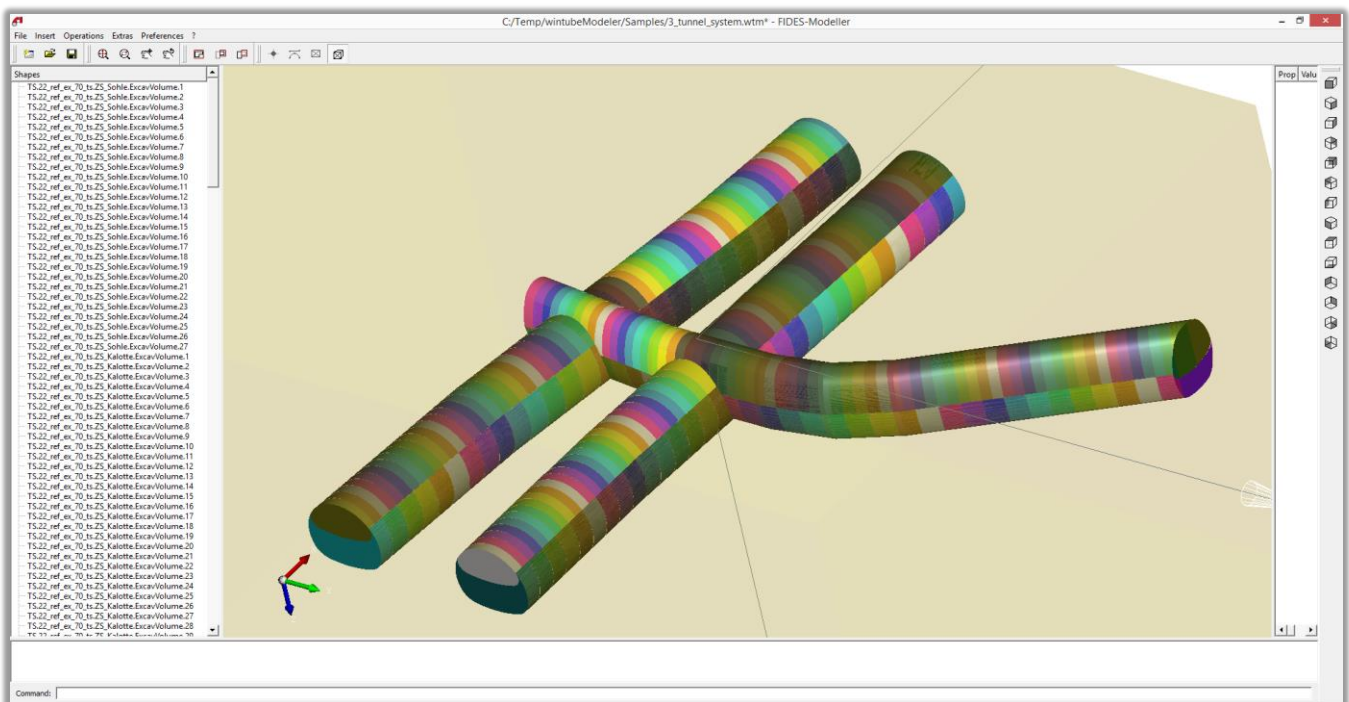 C:/Temp/wintubeModeler/Samples/3_tunnel_system.wtm* - FIDES-Modeller
File Insert Operations Extras Preferences ?
Shapes
Prop Valu
TS.22_ref_ex_70_ts.ZS_Sohle.ExcavVolume.1
TS.22_ref_ex_70_ts.ZS_Sohle.ExcavVolume.2
TS.22_ref_ex_70_ts.ZS_Sohle.ExcavVolume.3
TS.22_ref_ex_70_ts.ZS_Sohle.ExcavVolume.4
TS.22_ref_ex_70_ts.ZS_Sohle.ExcavVolume.5
TS.22_ref_ex_70_ts.ZS_Sohle.ExcavVolume.6
TS.22_ref_ex_70_ts.ZS_Sohle.ExcavVolume.7
TS.22_ref_ex_70_ts.ZS_Sohle.ExcavVolume.8
TS.22_ref_ex_70_ts.ZS_Sohle.ExcavVolume.9
TS.22_ref_ex_70_ts.ZS_Sohle.ExcavVolume.10
TS.22_ref_ex_70_ts.ZS_Sohle.ExcavVolume.11
TS.22_ref_ex_70_ts.ZS_Sohle.ExcavVolume.12
TS.22_ref_ex_70_ts.ZS_Sohle.ExcavVolume.13
TS.22_ref_ex_70_ts.ZS_Sohle.ExcavVolume.14
TS.22_ref_ex_70_ts.ZS_Sohle.ExcavVolume.15
TS.22_ref_ex_70_ts.ZS_Sohle.ExcavVolume.16
TS.22_ref_ex_70_ts.ZS_Sohle.ExcavVolume.17
TS.22_ref_ex_70_ts.ZS_Sohle.ExcavVolume.18
TS.22_ref_ex_70_ts.ZS_Sohle.ExcavVolume.19
TS.22_ref_ex_70_ts.ZS_Sohle.ExcavVolume.20
TS.22_ref_ex_70_ts.ZS_Sohle.ExcavVolume.21
TS.22_ref_ex_70_ts.ZS_Sohle.ExcavVolume.22
TS.22_ref_ex_70_ts.ZS_Sohle.ExcavVolume.23
TS.22_ref_ex_70_ts.ZS_Sohle.ExcavVolume.24
TS.22_ref_ex_70_ts.ZS_Sohle.ExcavVolume.25
TS.22_ref_ex_70_ts.ZS_Sohle.ExcavVolume.26
TS.22_ref_ex_70_ts.ZS_Sohle.ExcavVolume.27
TS.22_ref_ex_70_ts.ZS_Kalotte.ExcavVolume.1
TS.22_ref_ex_70_ts.ZS_Kalotte.ExcavVolume.2
TS.22_ref_ex_70_ts.ZS_Kalotte.ExcavVolume.3
TS.22_ref_ex_70_ts.ZS_Kalotte.ExcavVolume.4
TS.22_ref_ex_70_ts.ZS_Kalotte.ExcavVolume.5
TS.22_ref_ex_70_ts.ZS_Kalotte.ExcavVolume.6
TS.22_ref_ex_70_ts.ZS_Kalotte.ExcavVolume.7
TS.22_ref_ex_70_ts.ZS_Kalotte.ExcavVolume.8
TS.22_ref_ex_70_ts.ZS_Kalotte.ExcavVolume.9
TS.22_ref_ex_70_ts.ZS_Kalotte.ExcavVolume.10
TS.22_ref_ex_70_ts.ZS_Kalotte.ExcavVolume.11
TS.22_ref_ex_70_ts.ZS_Kalotte.ExcavVolume.12
TS.22_ref_ex_70_ts.ZS_Kalotte.ExcavVolume.13
TS.22_ref_ex_70_ts.ZS_Kalotte.ExcavVolume.14
TS.22_ref_ex_70_ts.ZS_Kalotte.ExcavVolume.15
TS.22_ref_ex_70_ts.ZS_Kalotte.ExcavVolume.16
TS.22_ref_ex_70_ts.ZS_Kalotte.ExcavVolume.17
TS.22_ref_ex_70_ts.ZS_Kalotte.ExcavVolume.18
TS.22_ref_ex_70_ts.ZS_Kalotte.ExcavVolume.19
TS.22_ref_ex_70_ts.ZS_Kalotte.ExcavVolume.20
TS.22_ref_ex_70_ts.ZS_Kalotte.ExcavVolume.21
TS.22_ref_ex_70_ts.ZS_Kalotte.ExcavVolume.22
TS.22_ref_ex_70_ts.ZS_Kalotte.ExcavVolume.23
TS.22_ref_ex_70_ts.ZS_Kalotte.ExcavVolume.24
TS.22_ref_ex_70_ts.ZS_Kalotte.ExcavVolume.25
TS.22_ref_ex_70_ts.ZS_Kalotte.ExcavVolume.26
TS.22_ref_ex_70_ts.ZS_Kalotte.ExcavVolume.27
TS.22_ref_ex_70_ts.ZS_Kalotte.ExcavVolume.28
Command: